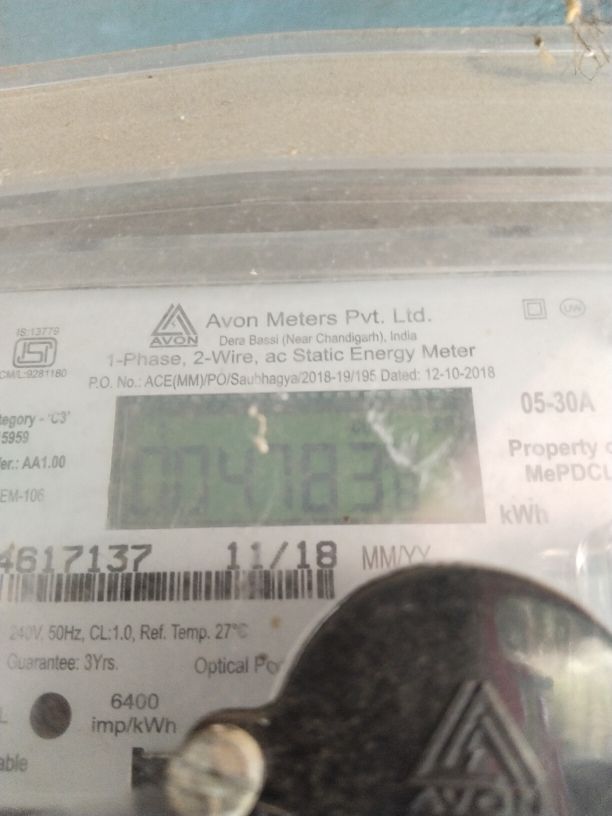 Avon Meters Pvt. Ltd.
AVON
Dera Bassi (Near Chandigarh), India
1-Phase, 2-Wire, ac Static Energy Meter
P.O. No.: ACE(MM)/PO/Saubhagya/2018-19/195 Dated: 12-10-2018
IS:13779
CM/L:9281180
UW
05-30A
tegory - 'C3'
5959
er.: AA1.00
EM-106
Property o
MePDCL
kWh
4617137 11/18 MM/YY
240V, 50Hz, CL:1.0, Ref. Temp. 27°C
Guarantee: 3Yrs. Optical Po
6400
imp/kWh
able
AVON